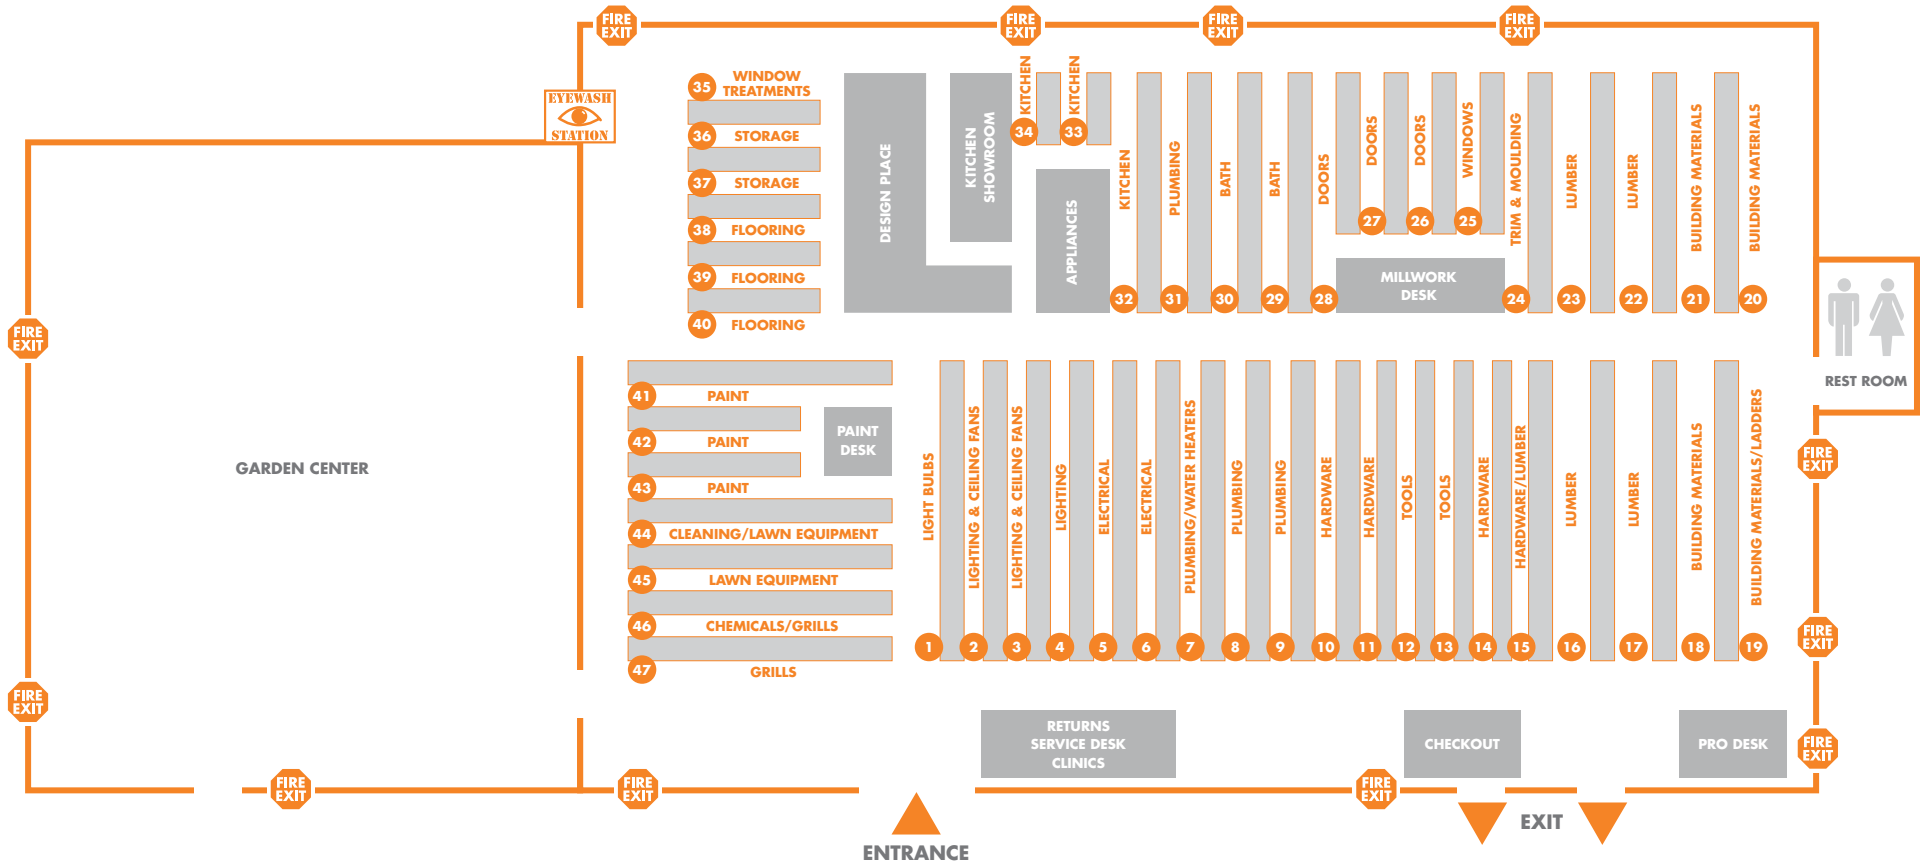 FIRE
EXIT
FIRE
EXIT
FIRE
EXIT
FIRE
EXIT
EYEWASH
STATION
35 WINDOW
TREATMENTS
36 STORAGE
37 STORAGE
38 FLOORING
39 FLOORING
40 FLOORING
DESIGN PLACE
KITCHEN
SHOWROOM
KITCHEN
34
KITCHEN
33
APPLIANCES
KITCHEN
32
PLUMBING
31
BATH
30
BATH
29
DOORS
28
DOORS
27
DOORS
26
WINDOWS
25
MILLWORK
DESK
TRIM & MOULDING
24
LUMBER
23
LUMBER
22
BUILDING MATERIALS
21
BUILDING MATERIALS
20
REST ROOM
FIRE
EXIT
GARDEN CENTER
41 PAINT
42 PAINT
43 PAINT
PAINT
DESK
44 CLEANING/LAWN EQUIPMENT
45 LAWN EQUIPMENT
46 CHEMICALS/GRILLS
47 GRILLS
LIGHT BULBS
1
LIGHTING & CEILING FANS
2
LIGHTING & CEILING FANS
3
LIGHTING
4
ELECTRICAL
5
ELECTRICAL
6
PLUMBING/WATER HEATERS
7
PLUMBING
8
PLUMBING
9
HARDWARE
10
HARDWARE
11
TOOLS
12
TOOLS
13
HARDWARE
14
HARDWARE/LUMBER
15
LUMBER
16
LUMBER
17
BUILDING MATERIALS
18
BUILDING MATERIALS/LADDERS
19
FIRE
EXIT
FIRE
EXIT
FIRE
EXIT
RETURNS
SERVICE DESK
CLINICS
CHECKOUT
PRO DESK
FIRE
EXIT
FIRE
EXIT
FIRE
EXIT
FIRE
EXIT
EXIT
ENTRANCE